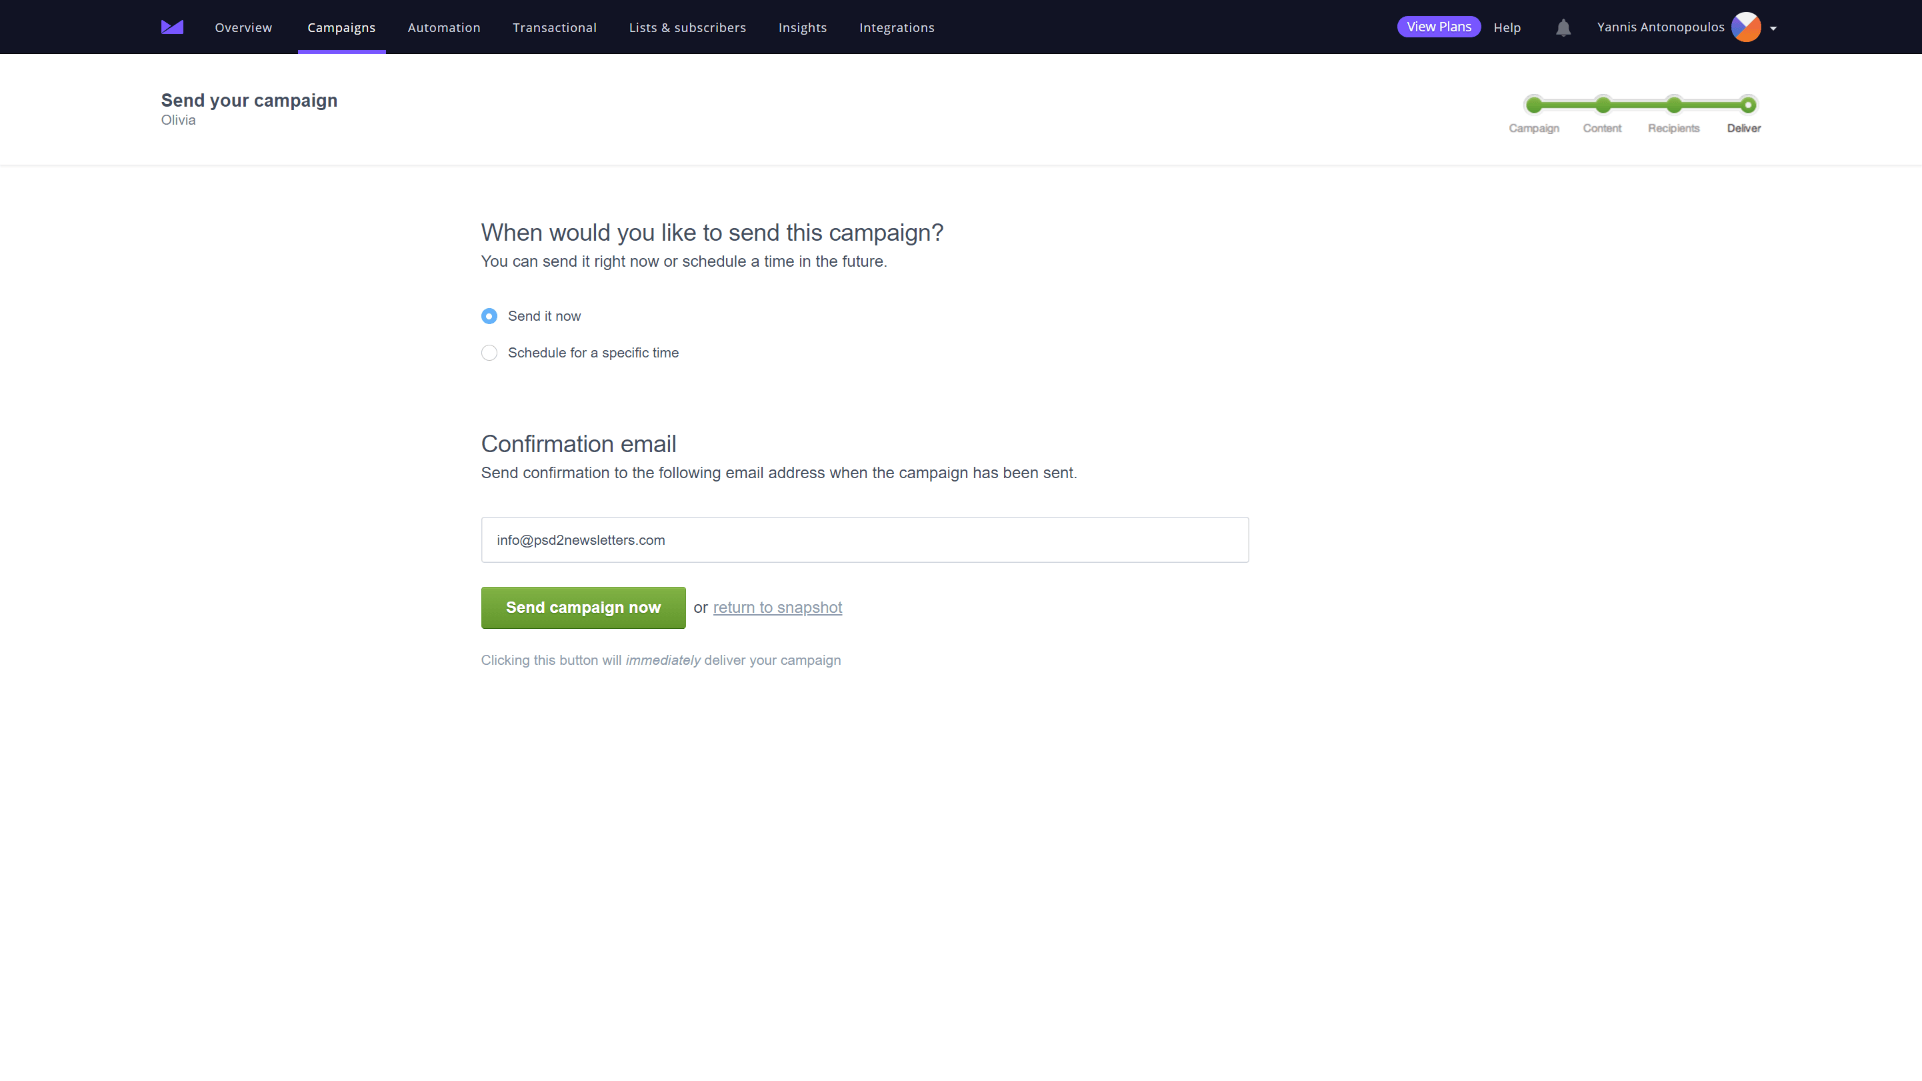 Overview Campaigns Automation Transactional Lists & subscribers Insights Integrations View Plans Help Yannis Antonopoulos
Send your campaign
Olivia
Campaign Content Recipients Deliver
When would you like to send this campaign?
You can send it right now or schedule a time in the future.
Send it now
Schedule for a specific time
Confirmation email
Send confirmation to the following email address when the campaign has been sent.
info@psd2newsletters.com
Send campaign now or return to snapshot
Clicking this button will immediately deliver your campaign